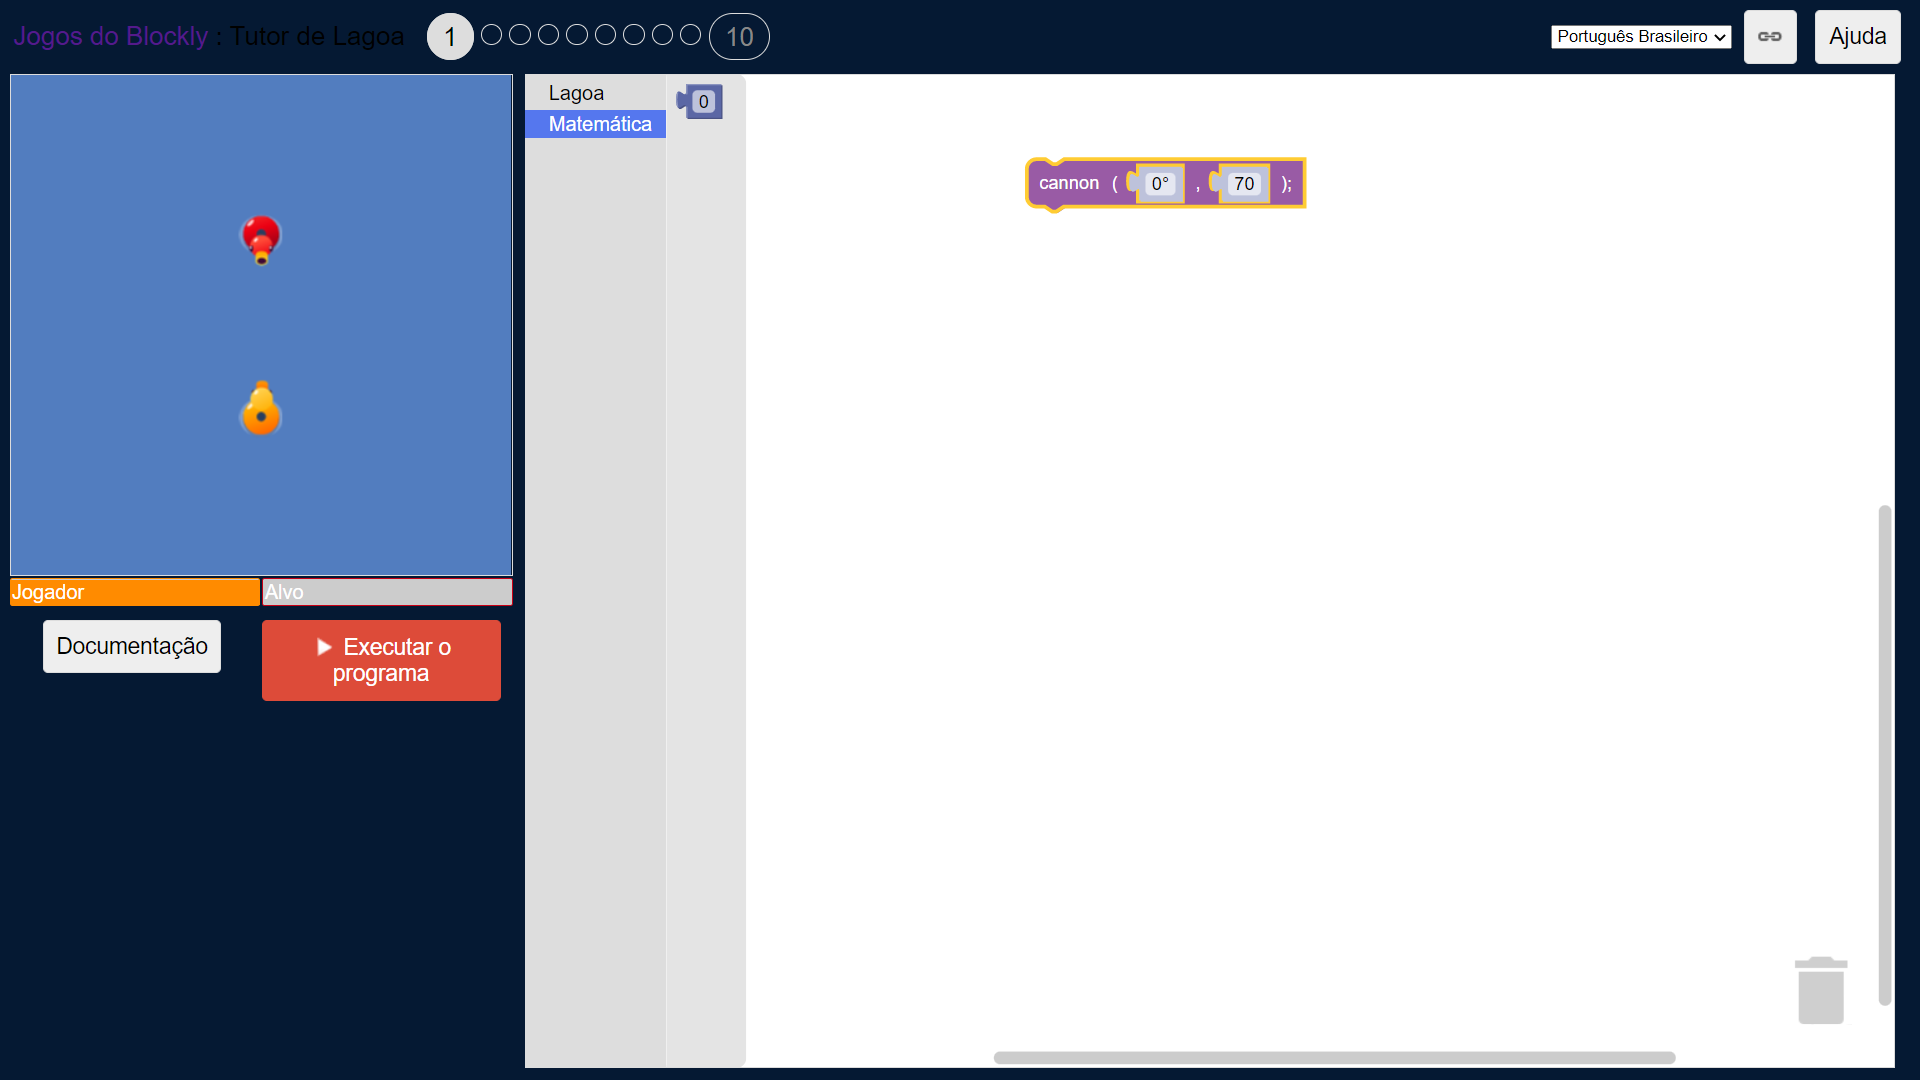 Jogos do Blockly : Tutor de Lagoa 1 10 Português Brasileiro Ajuda
Lagoa
Matemática
0
cannon ( 0° , 70 );
Jogador Alvo
Documentação
Executar o
programa